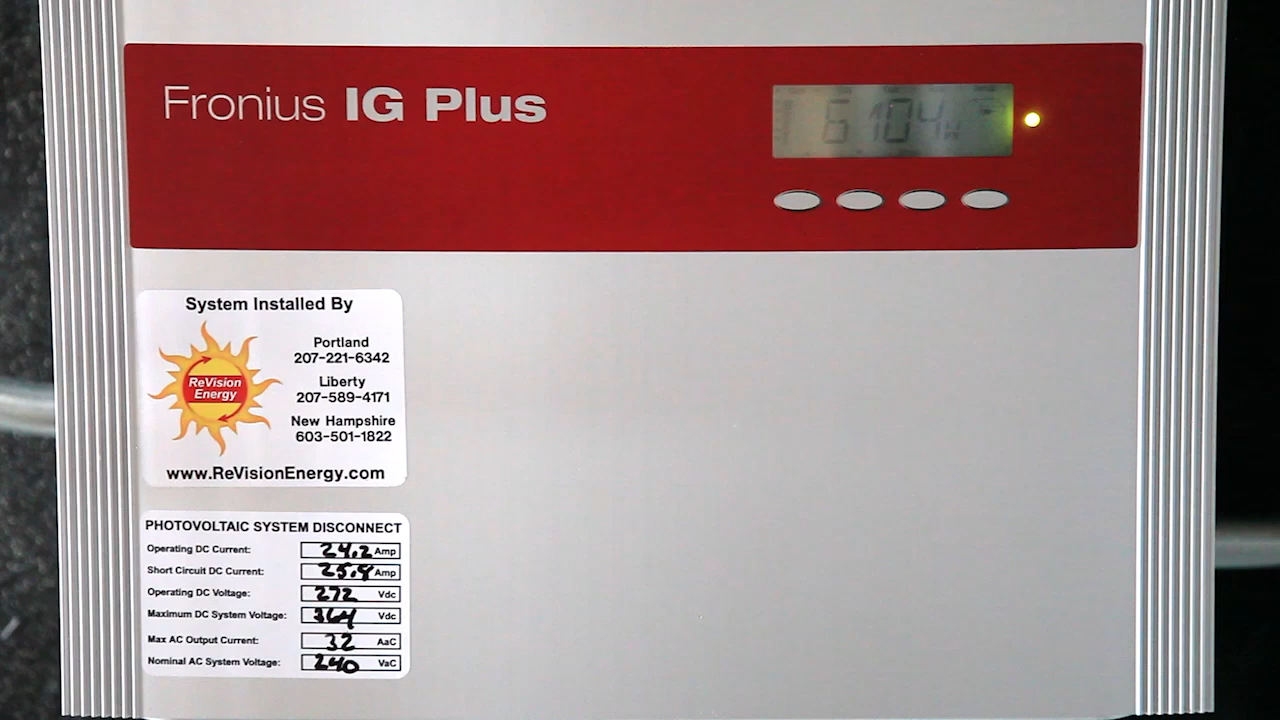 Fronius IG Plus
6104 W
System Installed By
ReVision
Energy
Portland
207-221-6342
Liberty
207-589-4171
New Hampshire
603-501-1822
www.ReVisionEnergy.com
PHOTOVOLTAIC SYSTEM DISCONNECT
Operating DC Current: 24.2 Amp
Short Circuit DC Current: 25.9 Amp
Operating DC Voltage: 272 Vdc
Maximum DC System Voltage: 364 Vdc
Max AC Output Current: 32 AaC
Nominal AC System Voltage: 240 VaC